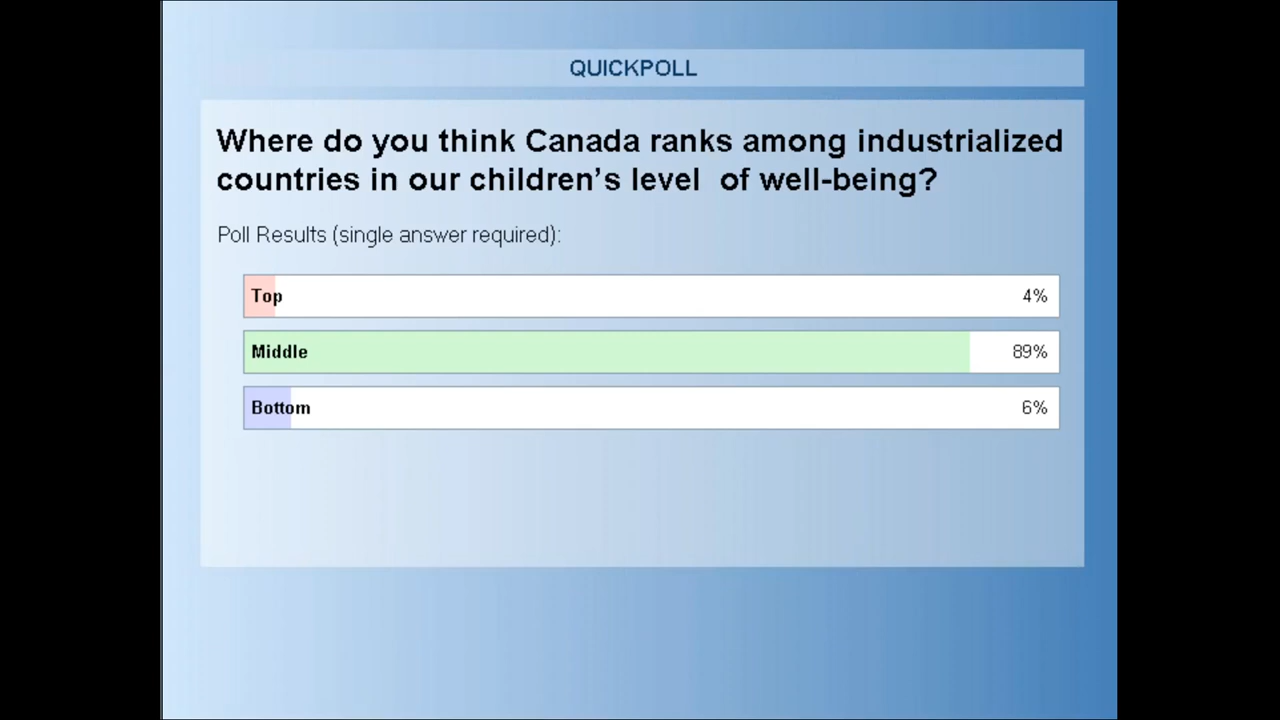 QUICKPOLL
Where do you think Canada ranks among industrialized
countries in our children's level of well-being?
Poll Results (single answer required):
Top 4%
Middle 89%
Bottom 6%